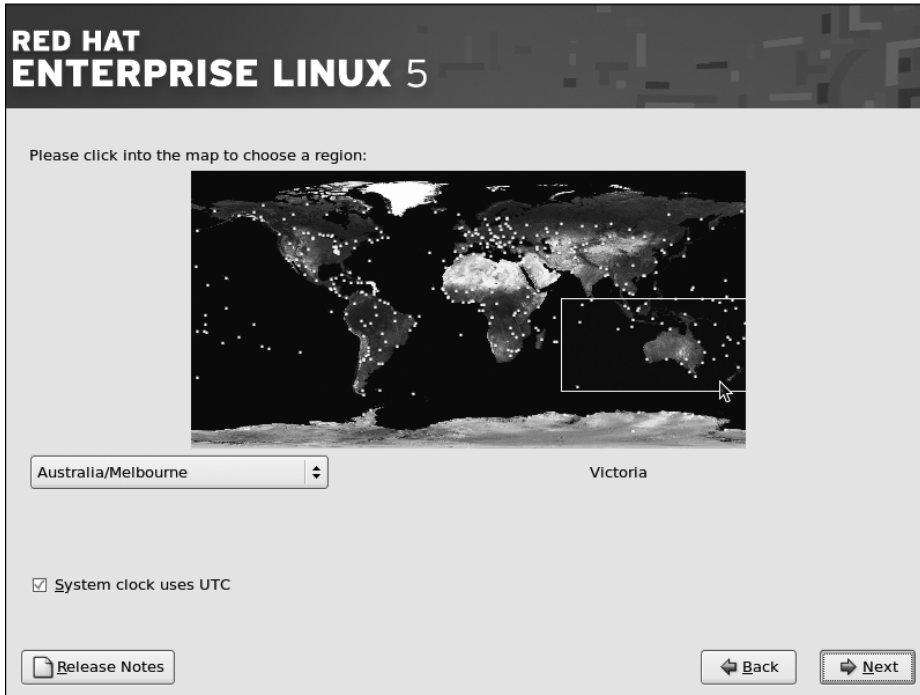 RED HAT
ENTERPRISE LINUX 5
Please click into the map to choose a region:
Australia/Melbourne
Victoria
System clock uses UTC
Release Notes
Back
Next